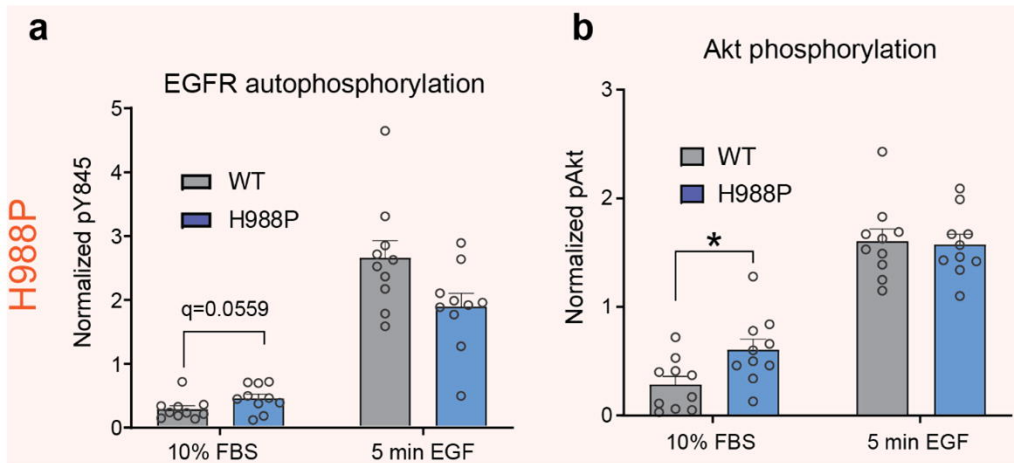 H988P
a
EGFR autophosphorylation
Normalized pY845
5
4
3
2
1
0
WT
H988P
q=0.0559
10% FBS
5 min EGF
b
Akt phosphorylation
Normalized pAkt
3
2
1
0
WT
H988P
*
10% FBS
5 min EGF